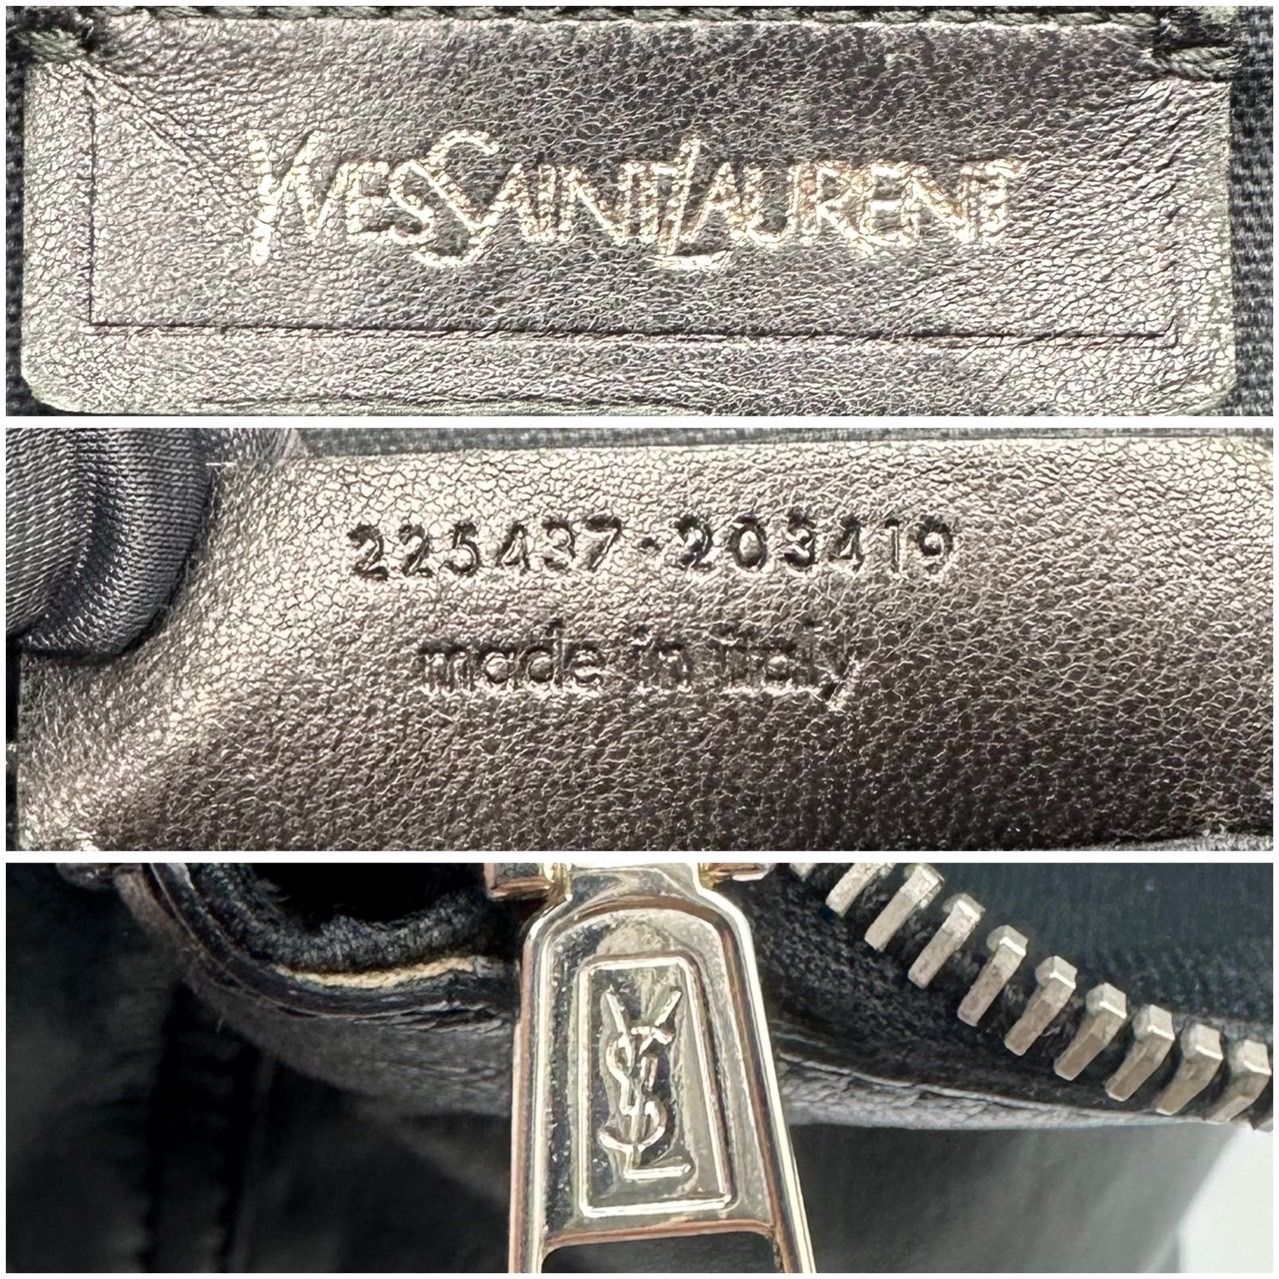 YVESSAINTLAURENT
225437·203419
made in italy
YSL